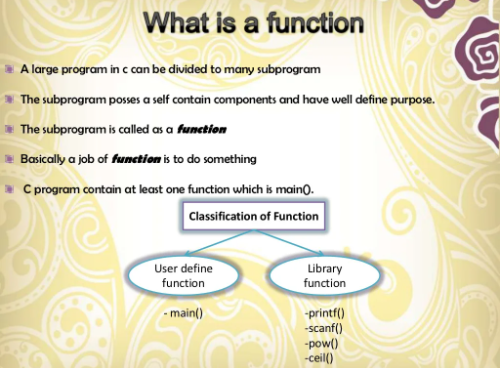 What is a function
A large program in c can be divided to many subprogram
The subprogram posses a self contain components and have well define purpose.
The subprogram is called as a function
Basically a job of function is to do something
C program contain at least one function which is main().
Classification of Function
User define
function
Library
function
- main()
-printf()
-scanf()
-pow()
-ceil()